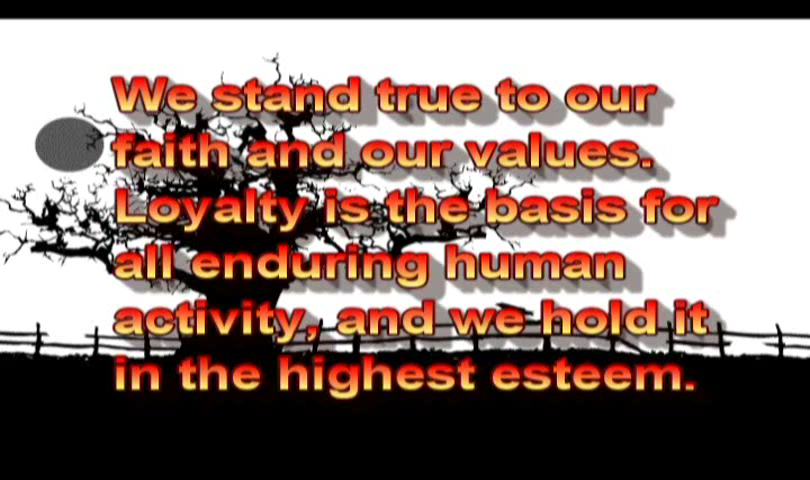 We stand true to our
faith and our values.
Loyalty is the basis for
all enduring human
activity, and we hold it
in the highest esteem.